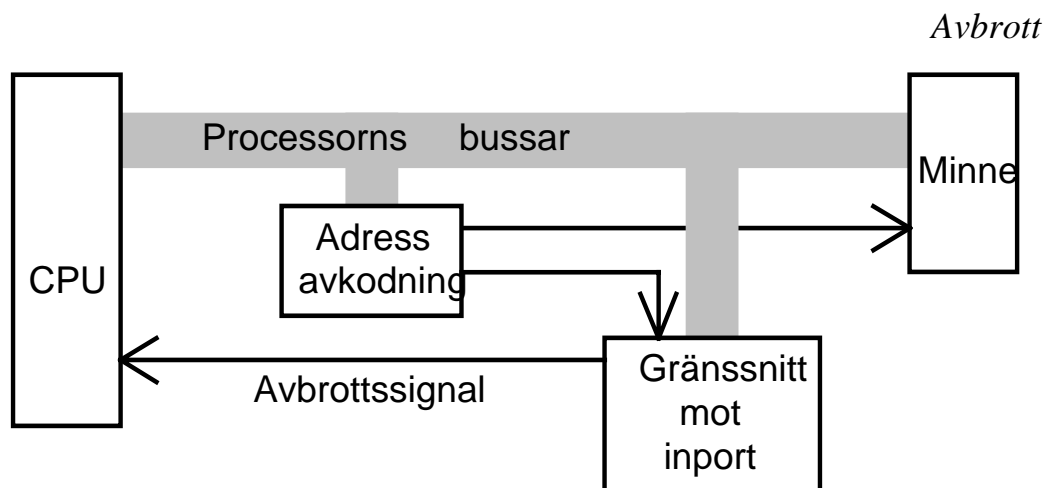 Avbrott
Processorns bussar
Minne
Adress
avkodning
CPU
Gränssnitt
mot
inport
Avbrottssignal